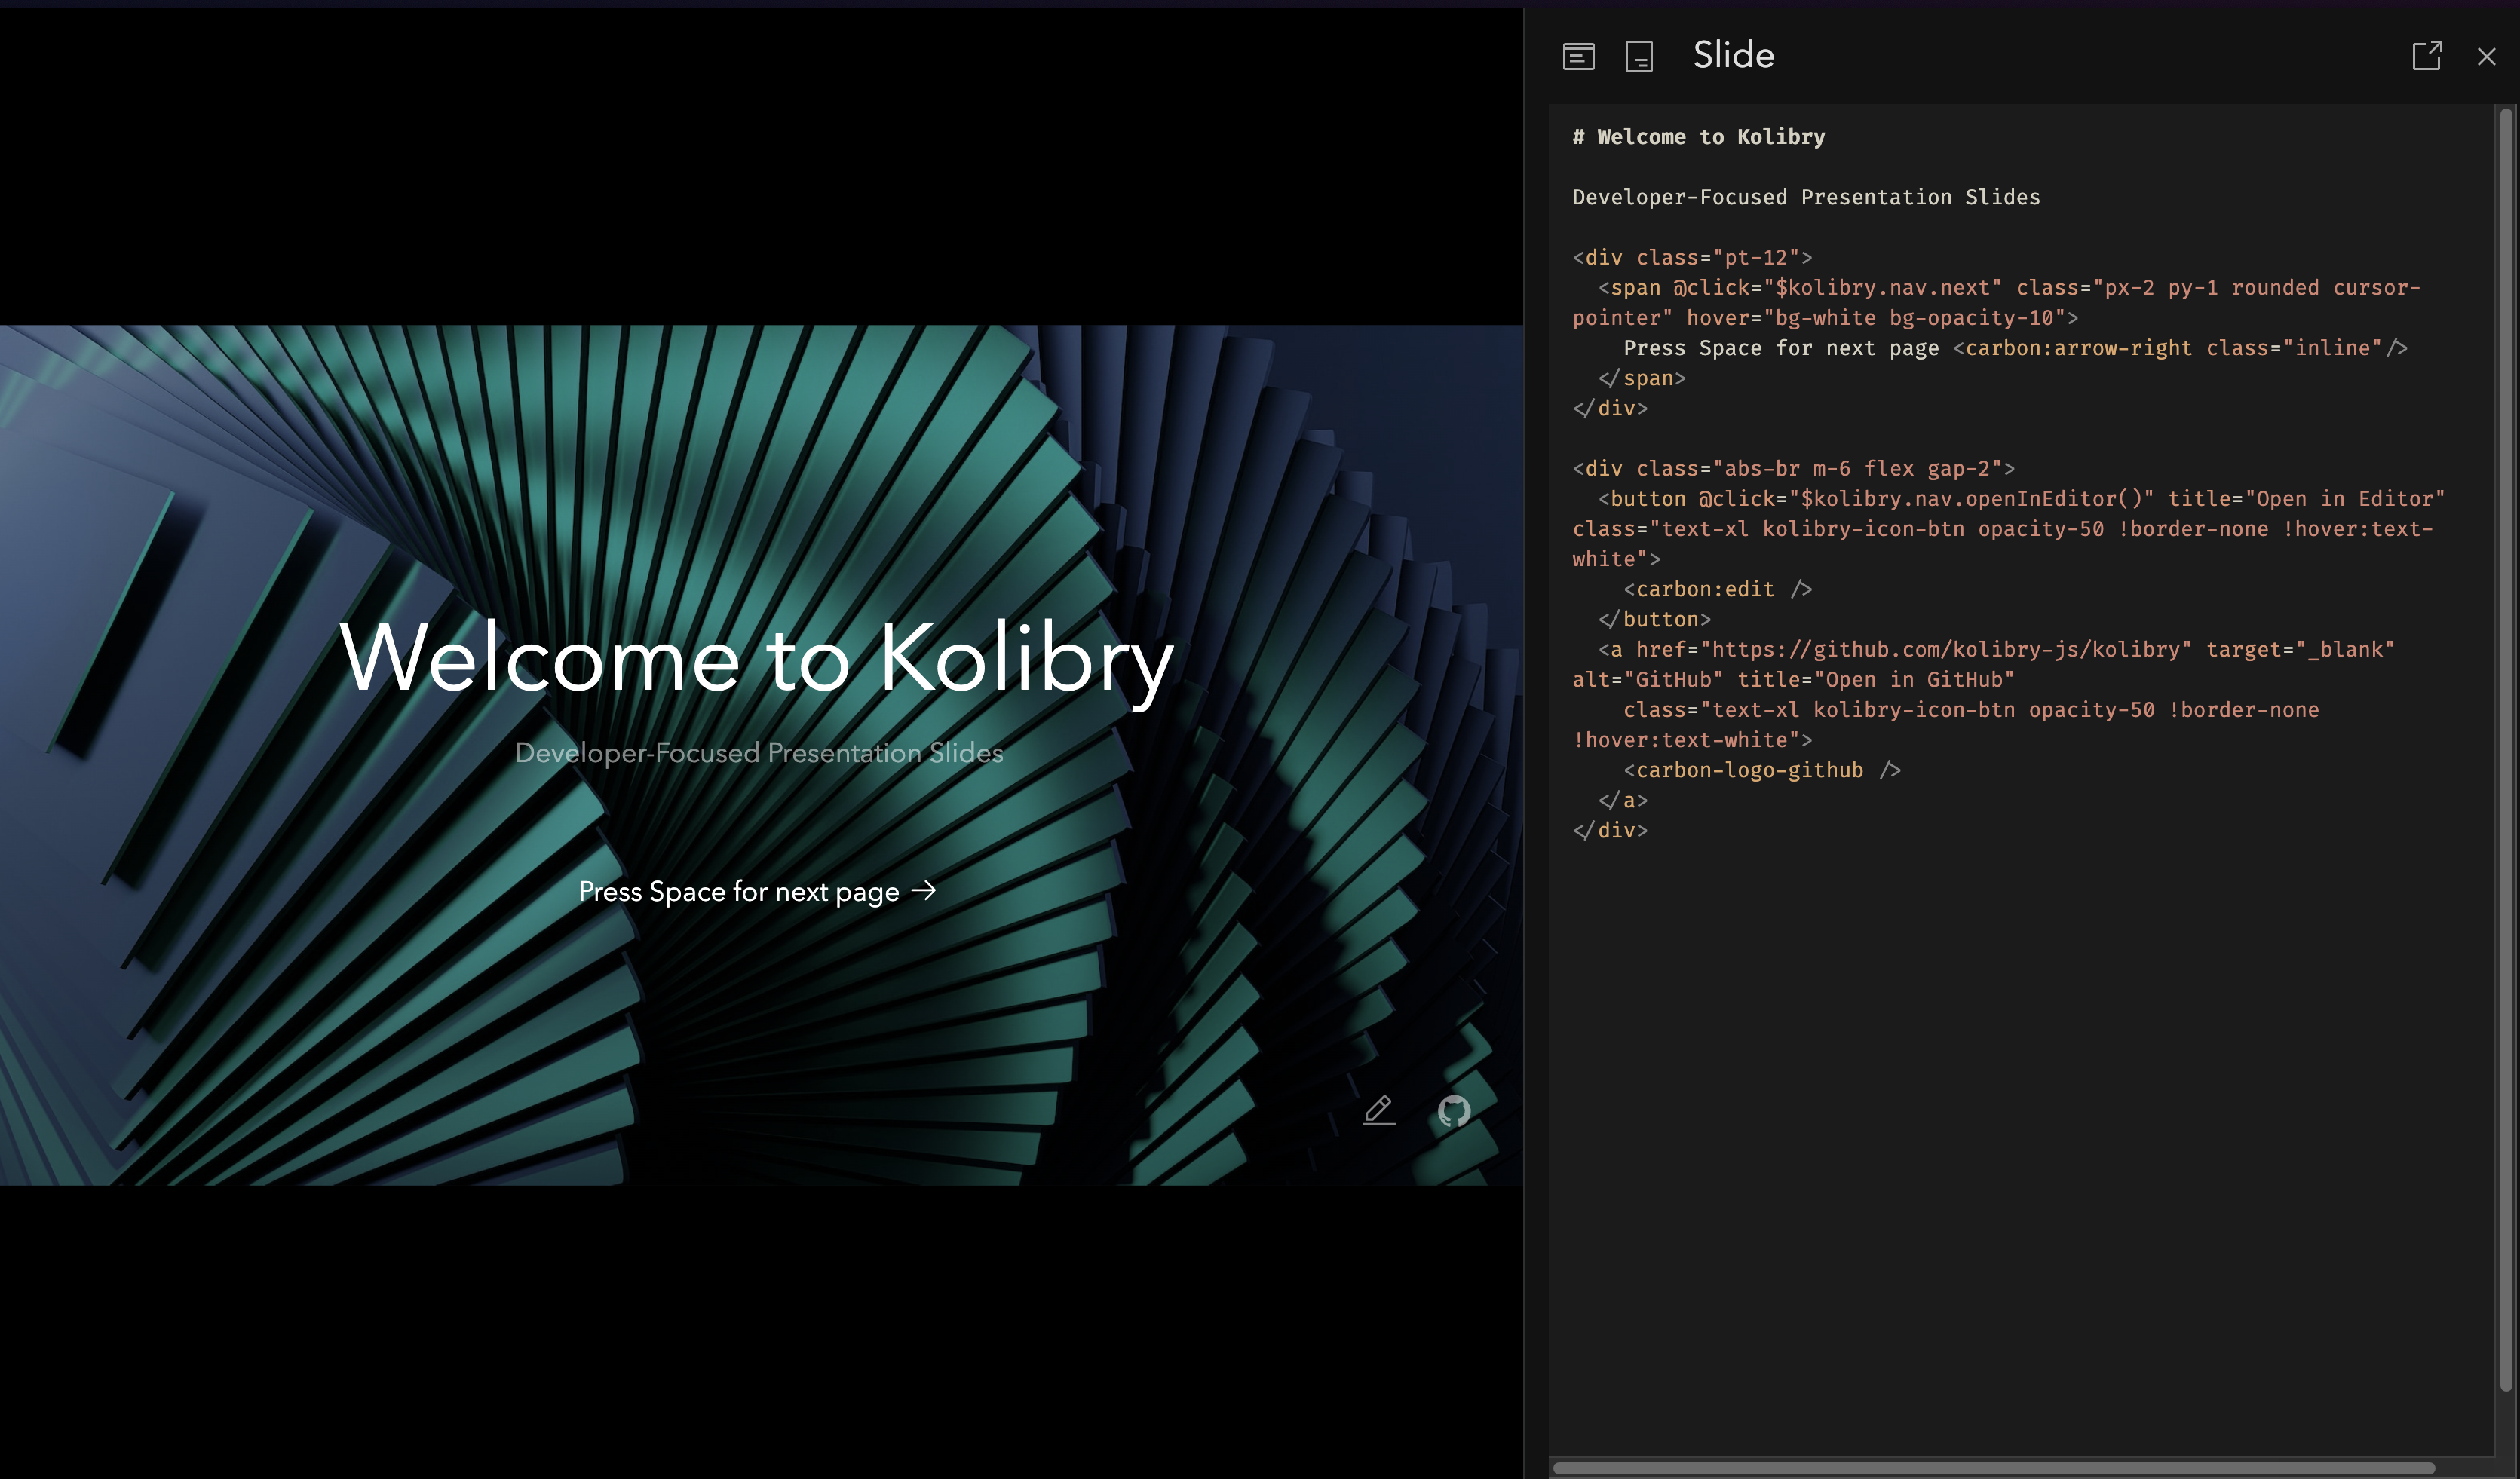 Welcome to Kolibry
Developer-Focused Presentation Slides
Press Space for next page →
Slide
# Welcome to Kolibry
Developer-Focused Presentation Slides
<div class="pt-12">
  <span @click="$kolibry.nav.next" class="px-2 py-1 rounded cursor-
pointer" hover="bg-white bg-opacity-10">
    Press Space for next page <carbon:arrow-right class="inline"/>
  </span>
</div>
<div class="abs-br m-6 flex gap-2">
  <button @click="$kolibry.nav.openInEditor()" title="Open in Editor"
class="text-xl kolibry-icon-btn opacity-50 !border-none !hover:text-
white">
    <carbon:edit />
  </button>
  <a href="https://github.com/kolibry-js/kolibry" target="_blank"
alt="GitHub" title="Open in GitHub"
    class="text-xl kolibry-icon-btn opacity-50 !border-none
!hover:text-white">
    <carbon-logo-github />
  </a>
</div>